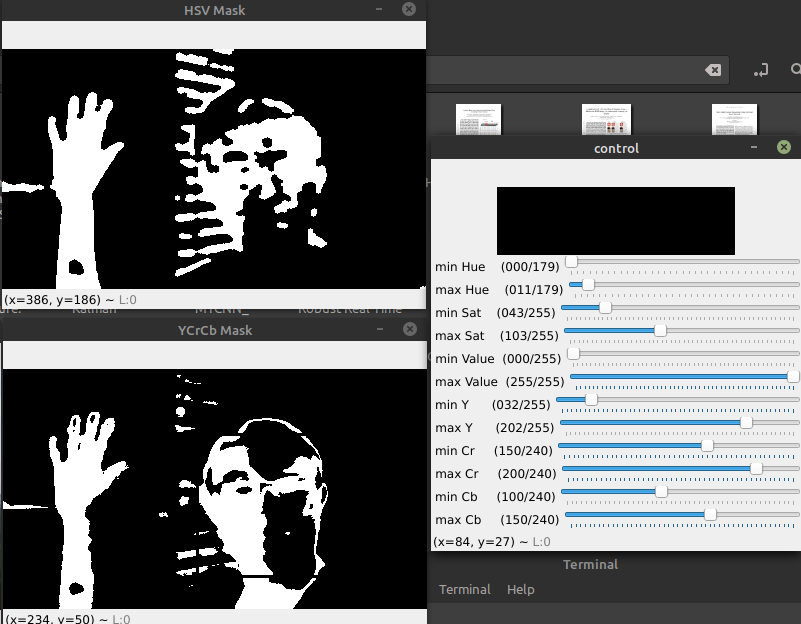 HSV Mask
(x=386, y=186) ~ L:0
Kalman
Robust Real Time
YCrCb Mask
(x=234, y=50) ~ L:0
control
min Hue (000/179)
max Hue (011/179)
min Sat (043/255)
max Sat (103/255)
min Value (000/255)
max Value (255/255)
min Y (032/255)
max Y (202/255)
min Cr (150/240)
max Cr (200/240)
min Cb (100/240)
max Cb (150/240)
(x=84, y=27) ~ L:0
Terminal
Terminal Help